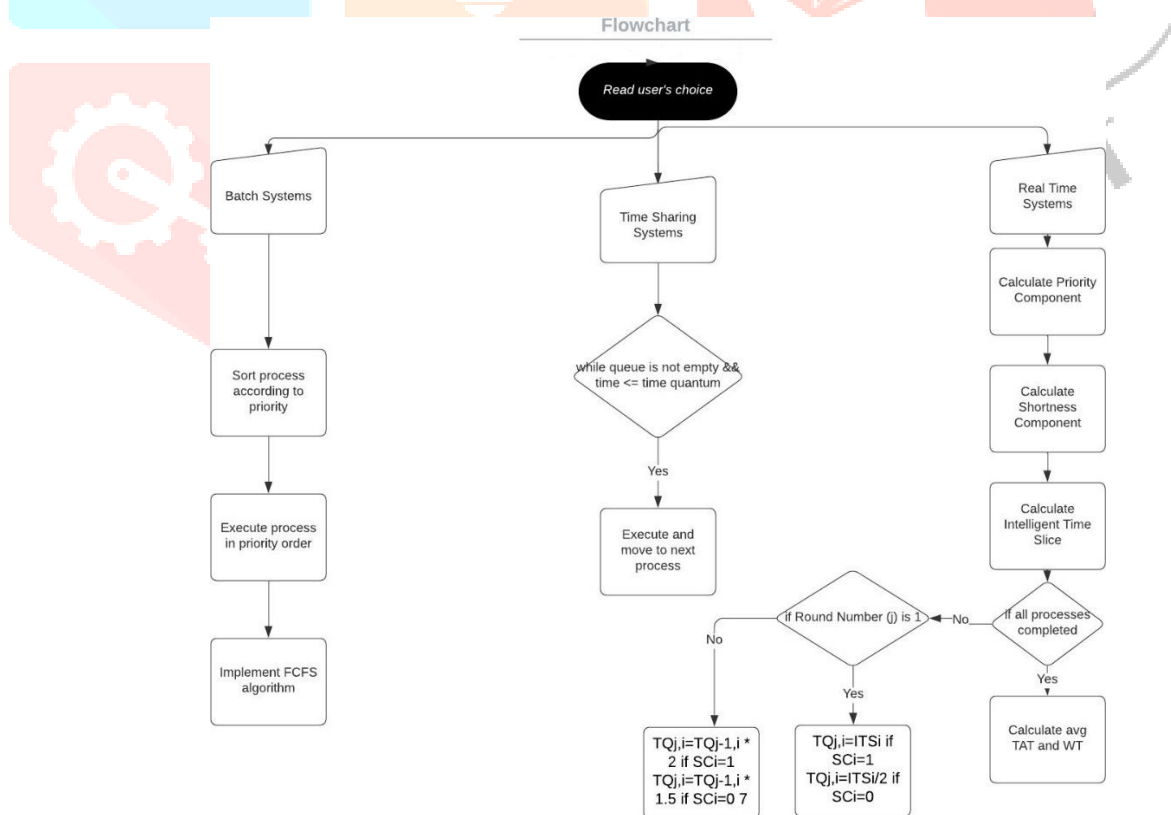 Flowchart
Read user's choice
Batch Systems
Sort process
according to
priority
Execute process
in priority order
Implement FCFS
algorithm
Time Sharing
Systems
while queue is not empty &&
time <= time quantum
Yes
Execute and
move to next
process
Real Time
Systems
Calculate Priority
Component
Calculate
Shortness
Component
Calculate
Intelligent Time
Slice
if all processes
completed
No
if Round Number (j) is 1
No
TQj,i=TQj-1,i *
2 if SCi=1
TQj,i=TQj-1,i *
1.5 if SCi=0 7
Yes
TQj,i=ITSi if
SCi=1
TQj,i=ITSi/2 if
SCi=0
Yes
Calculate avg
TAT and WT